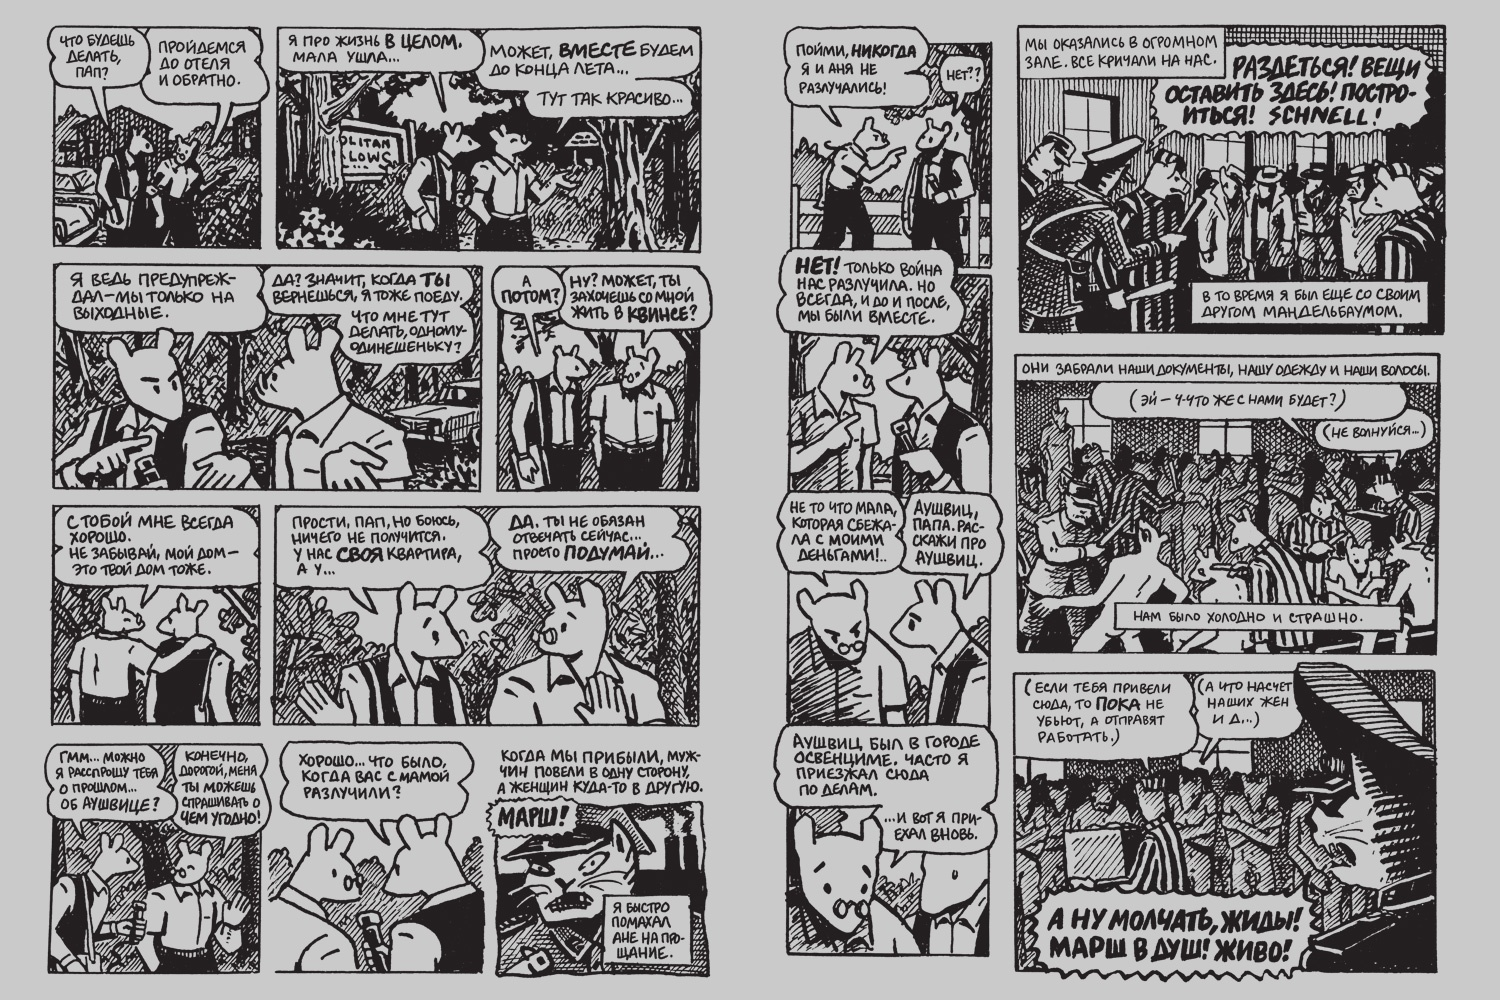 ЧТО БУДЕШЬ
ДЕЛАТЬ,
ПАП?
ПРОЙДЕМСЯ
ДО ОТЕЛЯ
И ОБРАТНО.
Я ПРО ЖИЗНЬ В ЦЕЛОМ.
МАЛА УШЛА...
МОЖЕТ, ВМЕСТЕ БУДЕМ
ДО КОНЦА ЛЕТА...
ТУТ ТАК КРАСИВО...
OLITAN
LOWS
Я ВЕДЬ ПРЕДУПРЕЖ-
ДАЛ—МЫ ТОЛЬКО НА
ВЫХОДНЫЕ.
ДА? ЗНАЧИТ, КОГДА ТЫ
ВЕРНЕШЬСЯ, Я ТОЖЕ ПОЕДУ.
ЧТО МНЕ ТУТ
ДЕЛАТЬ, ОДНОМУ-
ОДИНЕШЕНЬКУ?
А
ПОТОМ?
НУ? МОЖЕТ, ТЫ
ЗАХОЧЕШЬ СО МНОЙ
ЖИТЬ В КВИНСЕ?
С ТОБОЙ МНЕ ВСЕГДА
ХОРОШО.
НЕ ЗАБЫВАЙ, МОЙ ДОМ—
ЭТО ТВОЙ ДОМ ТОЖЕ.
ПРОСТИ, ПАП, НО БОЮСЬ,
НИЧЕГО НЕ ПОЛУЧИТСЯ.
У НАС СВОЯ КВАРТИРА,
А У...
ДА. ТЫ НЕ ОБЯЗАН
ОТВЕЧАТЬ СЕЙЧАС...
ПРОСТО ПОДУМАЙ...
ГММ... МОЖНО
Я РАССПРОШУ ТЕБЯ
О ПРОШЛОМ...
ОБ АУШВИЦЕ?
КОНЕЧНО,
ДОРОГОЙ, МЕНЯ
ТЫ МОЖЕШЬ
СПРАШИВАТЬ О
ЧЕМ УГОДНО!
ХОРОШО... ЧТО БЫЛО,
КОГДА ВАС С МАМОЙ
РАЗЛУЧИЛИ?
КОГДА МЫ ПРИБЫЛИ, МУЖ-
ЧИН ПОВЕЛИ В ОДНУ СТОРОНУ,
А ЖЕНЩИН КУДА-ТО В ДРУГУЮ.
МАРШ!
Я БЫСТРО
ПОМАХАЛ
АНЕ НА ПРО-
ЩАНИЕ.
ПОЙМИ, НИКОГДА
Я И АНЯ НЕ
РАЗЛУЧАЛИСЬ!
НЕТ??
НЕТ! ТОЛЬКО ВОЙНА
НАС РАЗЛУЧИЛА. НО
ВСЕГДА, И ДО И ПОСЛЕ,
МЫ БЫЛИ ВМЕСТЕ.
НЕ ТО ЧТО МАЛА,
КОТОРАЯ СБЕЖА-
ЛА С МОИМИ
ДЕНЬГАМИ!..
АУШВИЦ,
ПАПА. РАС-
СКАЖИ ПРО
АУШВИЦ.
АУШВИЦ БЫЛ В ГОРОДЕ
ОСВЕНЦИМЕ. ЧАСТО Я
ПРИЕЗЖАЛ СЮДА
ПО ДЕЛАМ.
...И ВОТ Я ПРИ-
ЕХАЛ ВНОВЬ.
МЫ ОКАЗАЛИСЬ В ОГРОМНОМ
ЗАЛЕ. ВСЕ КРИЧАЛИ НА НАС.
РАЗДЕТЬСЯ! ВЕЩИ
ОСТАВИТЬ ЗДЕСЬ! ПОСТРО-
ИТЬСЯ! SCHNELL!
В ТО ВРЕМЯ Я БЫЛ ЕЩЕ СО СВОИМ
ДРУГОМ МАНДЕЛЬБАУМОМ.
ОНИ ЗАБРАЛИ НАШИ ДОКУМЕНТЫ, НАШУ ОДЕЖДУ И НАШИ ВОЛОСЫ.
(ЭЙ — Ч-ЧТО ЖЕ С НАМИ БУДЕТ?)
(НЕ ВОЛНУЙСЯ...)
НАМ БЫЛО ХОЛОДНО И СТРАШНО.
(ЕСЛИ ТЕБЯ ПРИВЕЛИ
СЮДА, ТО ПОКА НЕ
УБЬЮТ, А ОТПРАВЯТ
РАБОТАТЬ.)
(А ЧТО НАСЧЕТ
НАШИХ ЖЕН
И Д...)
А НУ МОЛЧАТЬ, ЖИДЫ!
МАРШ В ДУШ! ЖИВО!